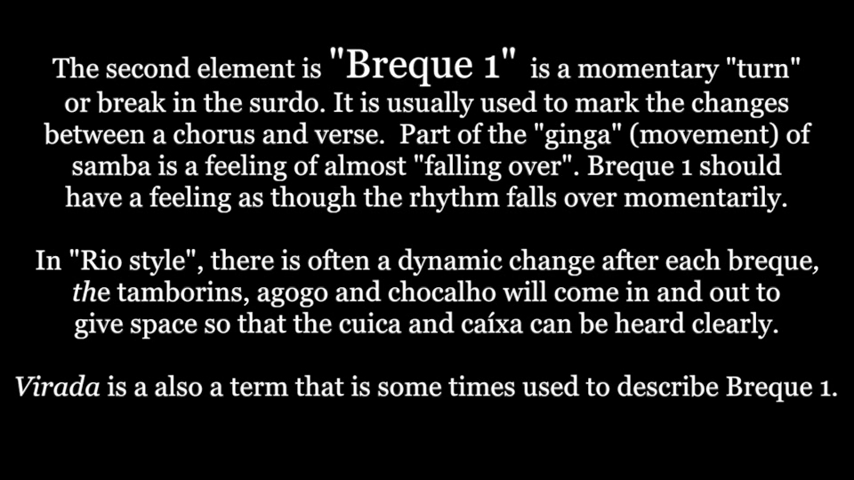 The second element is "Breque 1" is a momentary "turn"
or break in the surdo. It is usually used to mark the changes
between a chorus and verse. Part of the "ginga" (movement) of
samba is a feeling of almost "falling over". Breque 1 should
have a feeling as though the rhythm falls over momentarily.
In "Rio style", there is often a dynamic change after each breque,
the tamborins, agogo and chocalho will come in and out to
give space so that the cuica and caíxa can be heard clearly.
Virada is a also a term that is some times used to describe Breque 1.